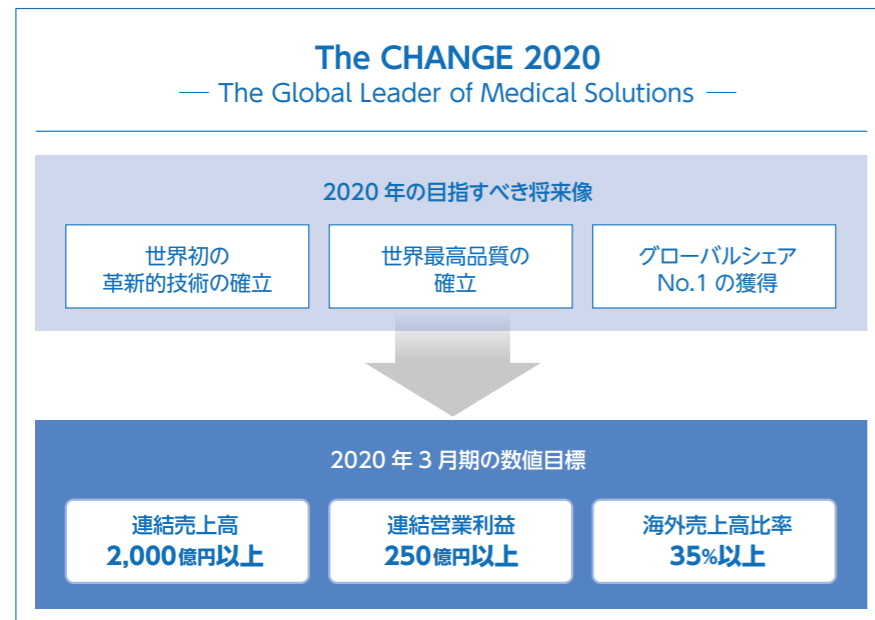 The CHANGE 2020
― The Global Leader of Medical Solutions ―
2020 年の目指すべき将来像
世界初の
革新的技術の確立
世界最高品質の
確立
グローバルシェア
No.1 の獲得
2020 年 3 月期の数値目標
連結売上高
2,000億円以上
連結営業利益
250億円以上
海外売上高比率
35%以上